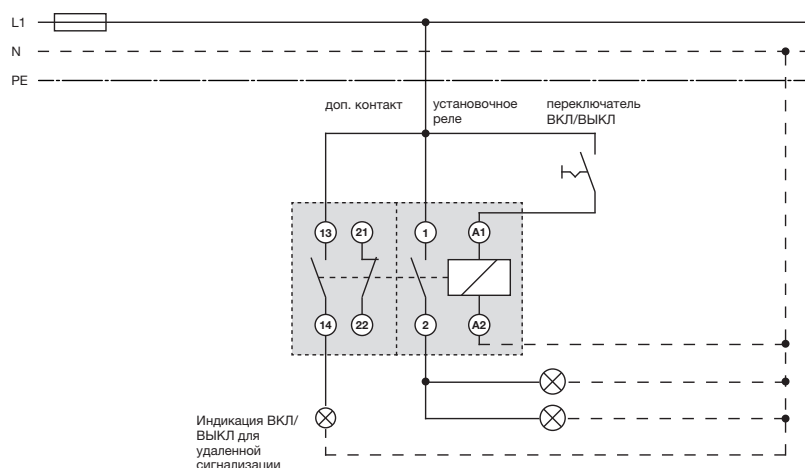 L1
N
PE
доп. контакт
установочное
реле
переключатель
ВКЛ/ВЫКЛ
13
21
1
A1
14
22
2
A2
Индикация ВКЛ/
ВЫКЛ для
удаленной
сигнализации